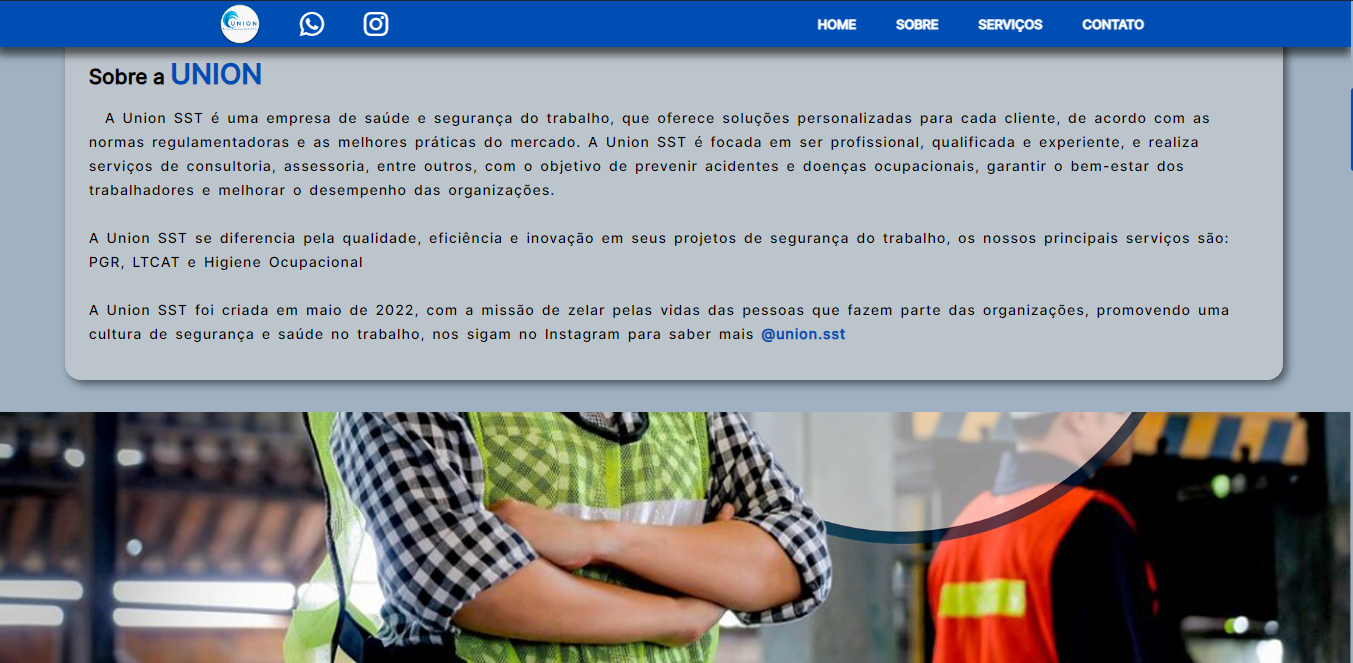 UNION
HOME SOBRE SERVIÇOS CONTATO
Sobre a UNION
A Union SST é uma empresa de saúde e segurança do trabalho, que oferece soluções personalizadas para cada cliente, de acordo com as
normas regulamentadoras e as melhores práticas do mercado. A Union SST é focada em ser profissional, qualificada e experiente, e realiza
serviços de consultoria, assessoria, entre outros, com o objetivo de prevenir acidentes e doenças ocupacionais, garantir o bem-estar dos
trabalhadores e melhorar o desempenho das organizações.
A Union SST se diferencia pela qualidade, eficiência e inovação em seus projetos de segurança do trabalho, os nossos principais serviços são:
PGR, LTCAT e Higiene Ocupacional
A Union SST foi criada em maio de 2022, com a missão de zelar pelas vidas das pessoas que fazem parte das organizações, promovendo uma
cultura de segurança e saúde no trabalho, nos sigam no Instagram para saber mais @union.sst